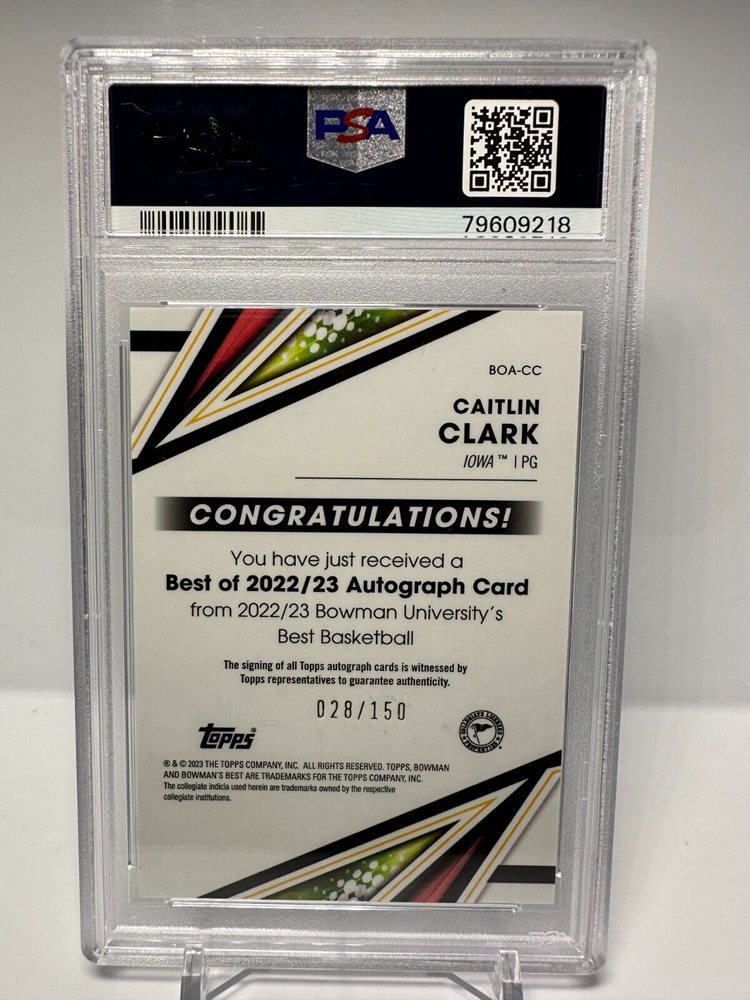 PSA
79609218
BOA-CC
CAITLIN
CLARK
IOWA™ | PG
CONGRATULATIONS!
You have just received a
Best of 2022/23 Autograph Card
from 2022/23 Bowman University's
Best Basketball
The signing of all Topps autograph cards is witnessed by
Topps representatives to guarantee authenticity.
028/150
topps®
COLLEGIATE LICENSED PROPERTIES
® & © 2023 THE TOPPS COMPANY, INC. ALL RIGHTS RESERVED. TOPPS, BOWMAN
AND BOWMAN'S BEST ARE TRADEMARKS FOR THE TOPPS COMPANY, INC.
The collegiate indicia used herein are trademarks owned by the respective
collegiate institutions.